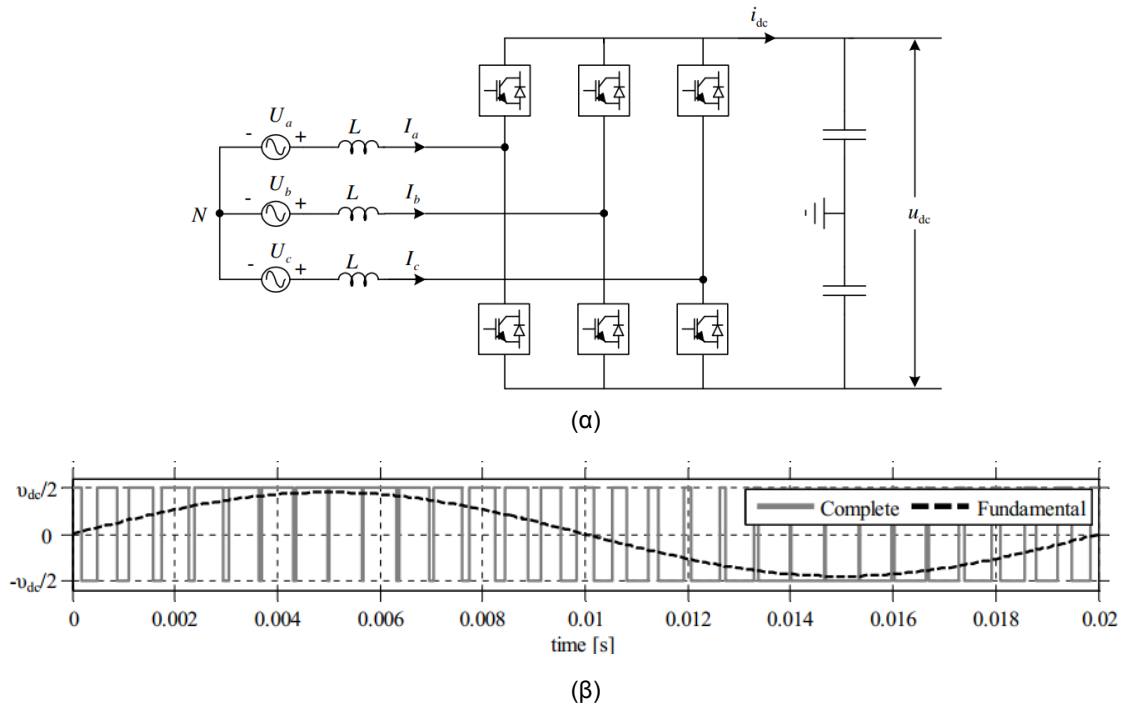 i_dc
U_a
- +
L
I_a
U_b
- +
L
I_b
N
u_dc
U_c
- +
L
I_c
(α)
υ_dc/2
0
-υ_dc/2
Complete Fundamental
0 0.002 0.004 0.006 0.008 0.01 0.012 0.014 0.016 0.018 0.02
time [s]
(β)